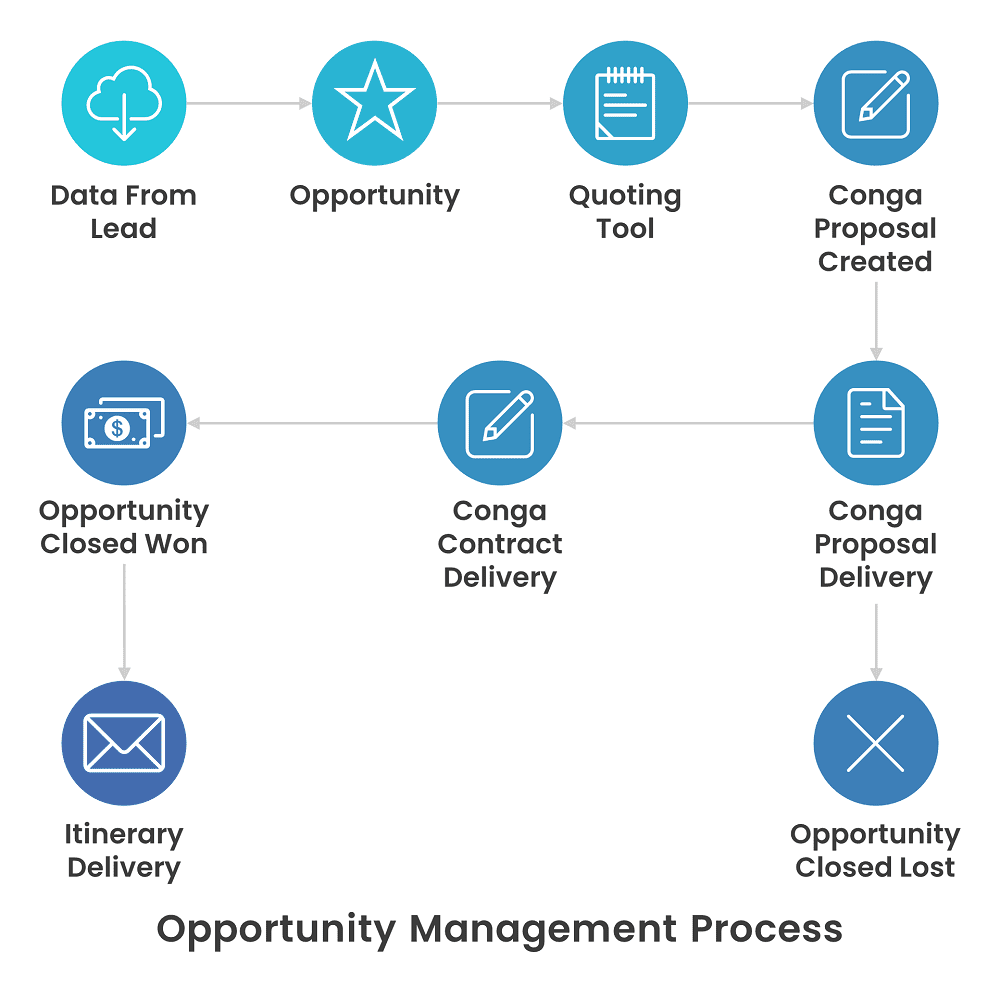 Data From
Lead
Opportunity
Quoting
Tool
Conga
Proposal
Created
Opportunity
Closed Won
Conga
Contract
Delivery
Conga
Proposal
Delivery
Itinerary
Delivery
Opportunity
Closed Lost
Opportunity Management Process